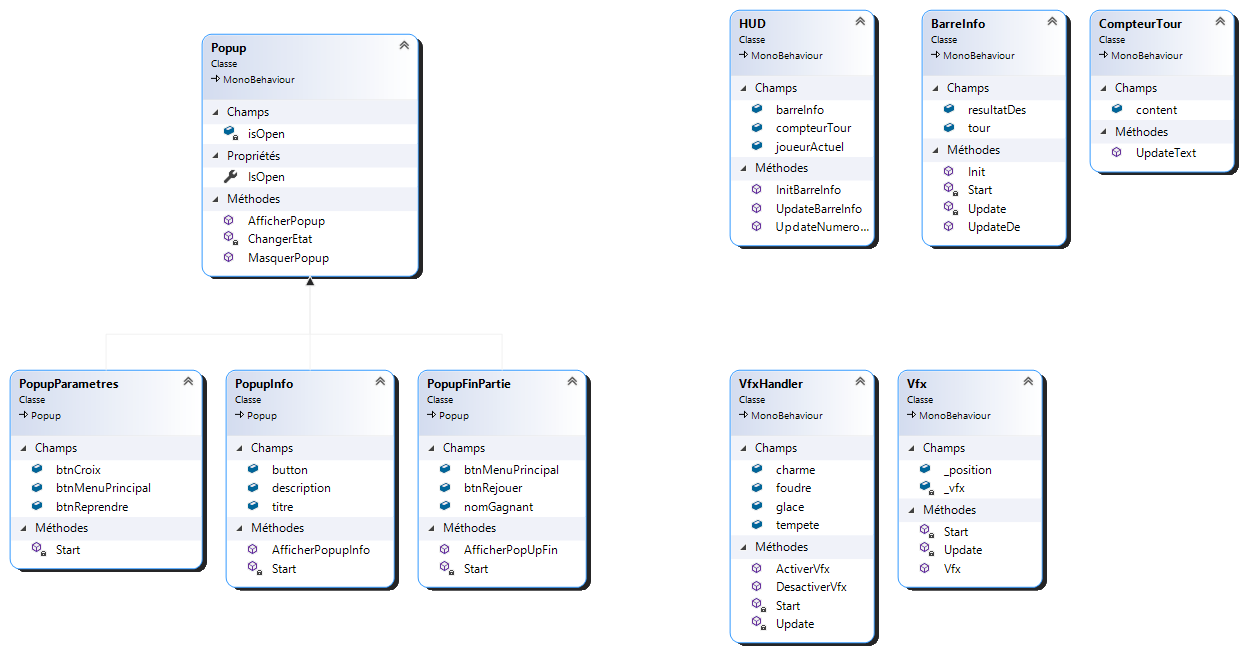 Popup
Classe
MonoBehaviour
Champs
isOpen
Propriétés
IsOpen
Méthodes
AfficherPopup
ChangerEtat
MasquerPopup
HUD
Classe
MonoBehaviour
Champs
barreInfo
compteurTour
joueurActuel
Méthodes
InitBarreInfo
UpdateBarreInfo
UpdateNumero...
BarreInfo
Classe
MonoBehaviour
Champs
resultatDes
tour
Méthodes
Init
Start
Update
UpdateDe
CompteurTour
Classe
MonoBehaviour
Champs
content
Méthodes
UpdateText
PopupParametres
Classe
Popup
Champs
btnCroix
btnMenuPrincipal
btnReprendre
Méthodes
Start
PopupInfo
Classe
Popup
Champs
button
description
titre
Méthodes
AfficherPopupInfo
Start
PopupFinPartie
Classe
Popup
Champs
btnMenuPrincipal
btnRejouer
nomGagnant
Méthodes
AfficherPopUpFin
Start
VfxHandler
Classe
MonoBehaviour
Champs
charme
foudre
glace
tempete
Méthodes
ActiverVfx
DesactiverVfx
Start
Update
Vfx
Classe
MonoBehaviour
Champs
_position
_vfx
Méthodes
Start
Update
Vfx